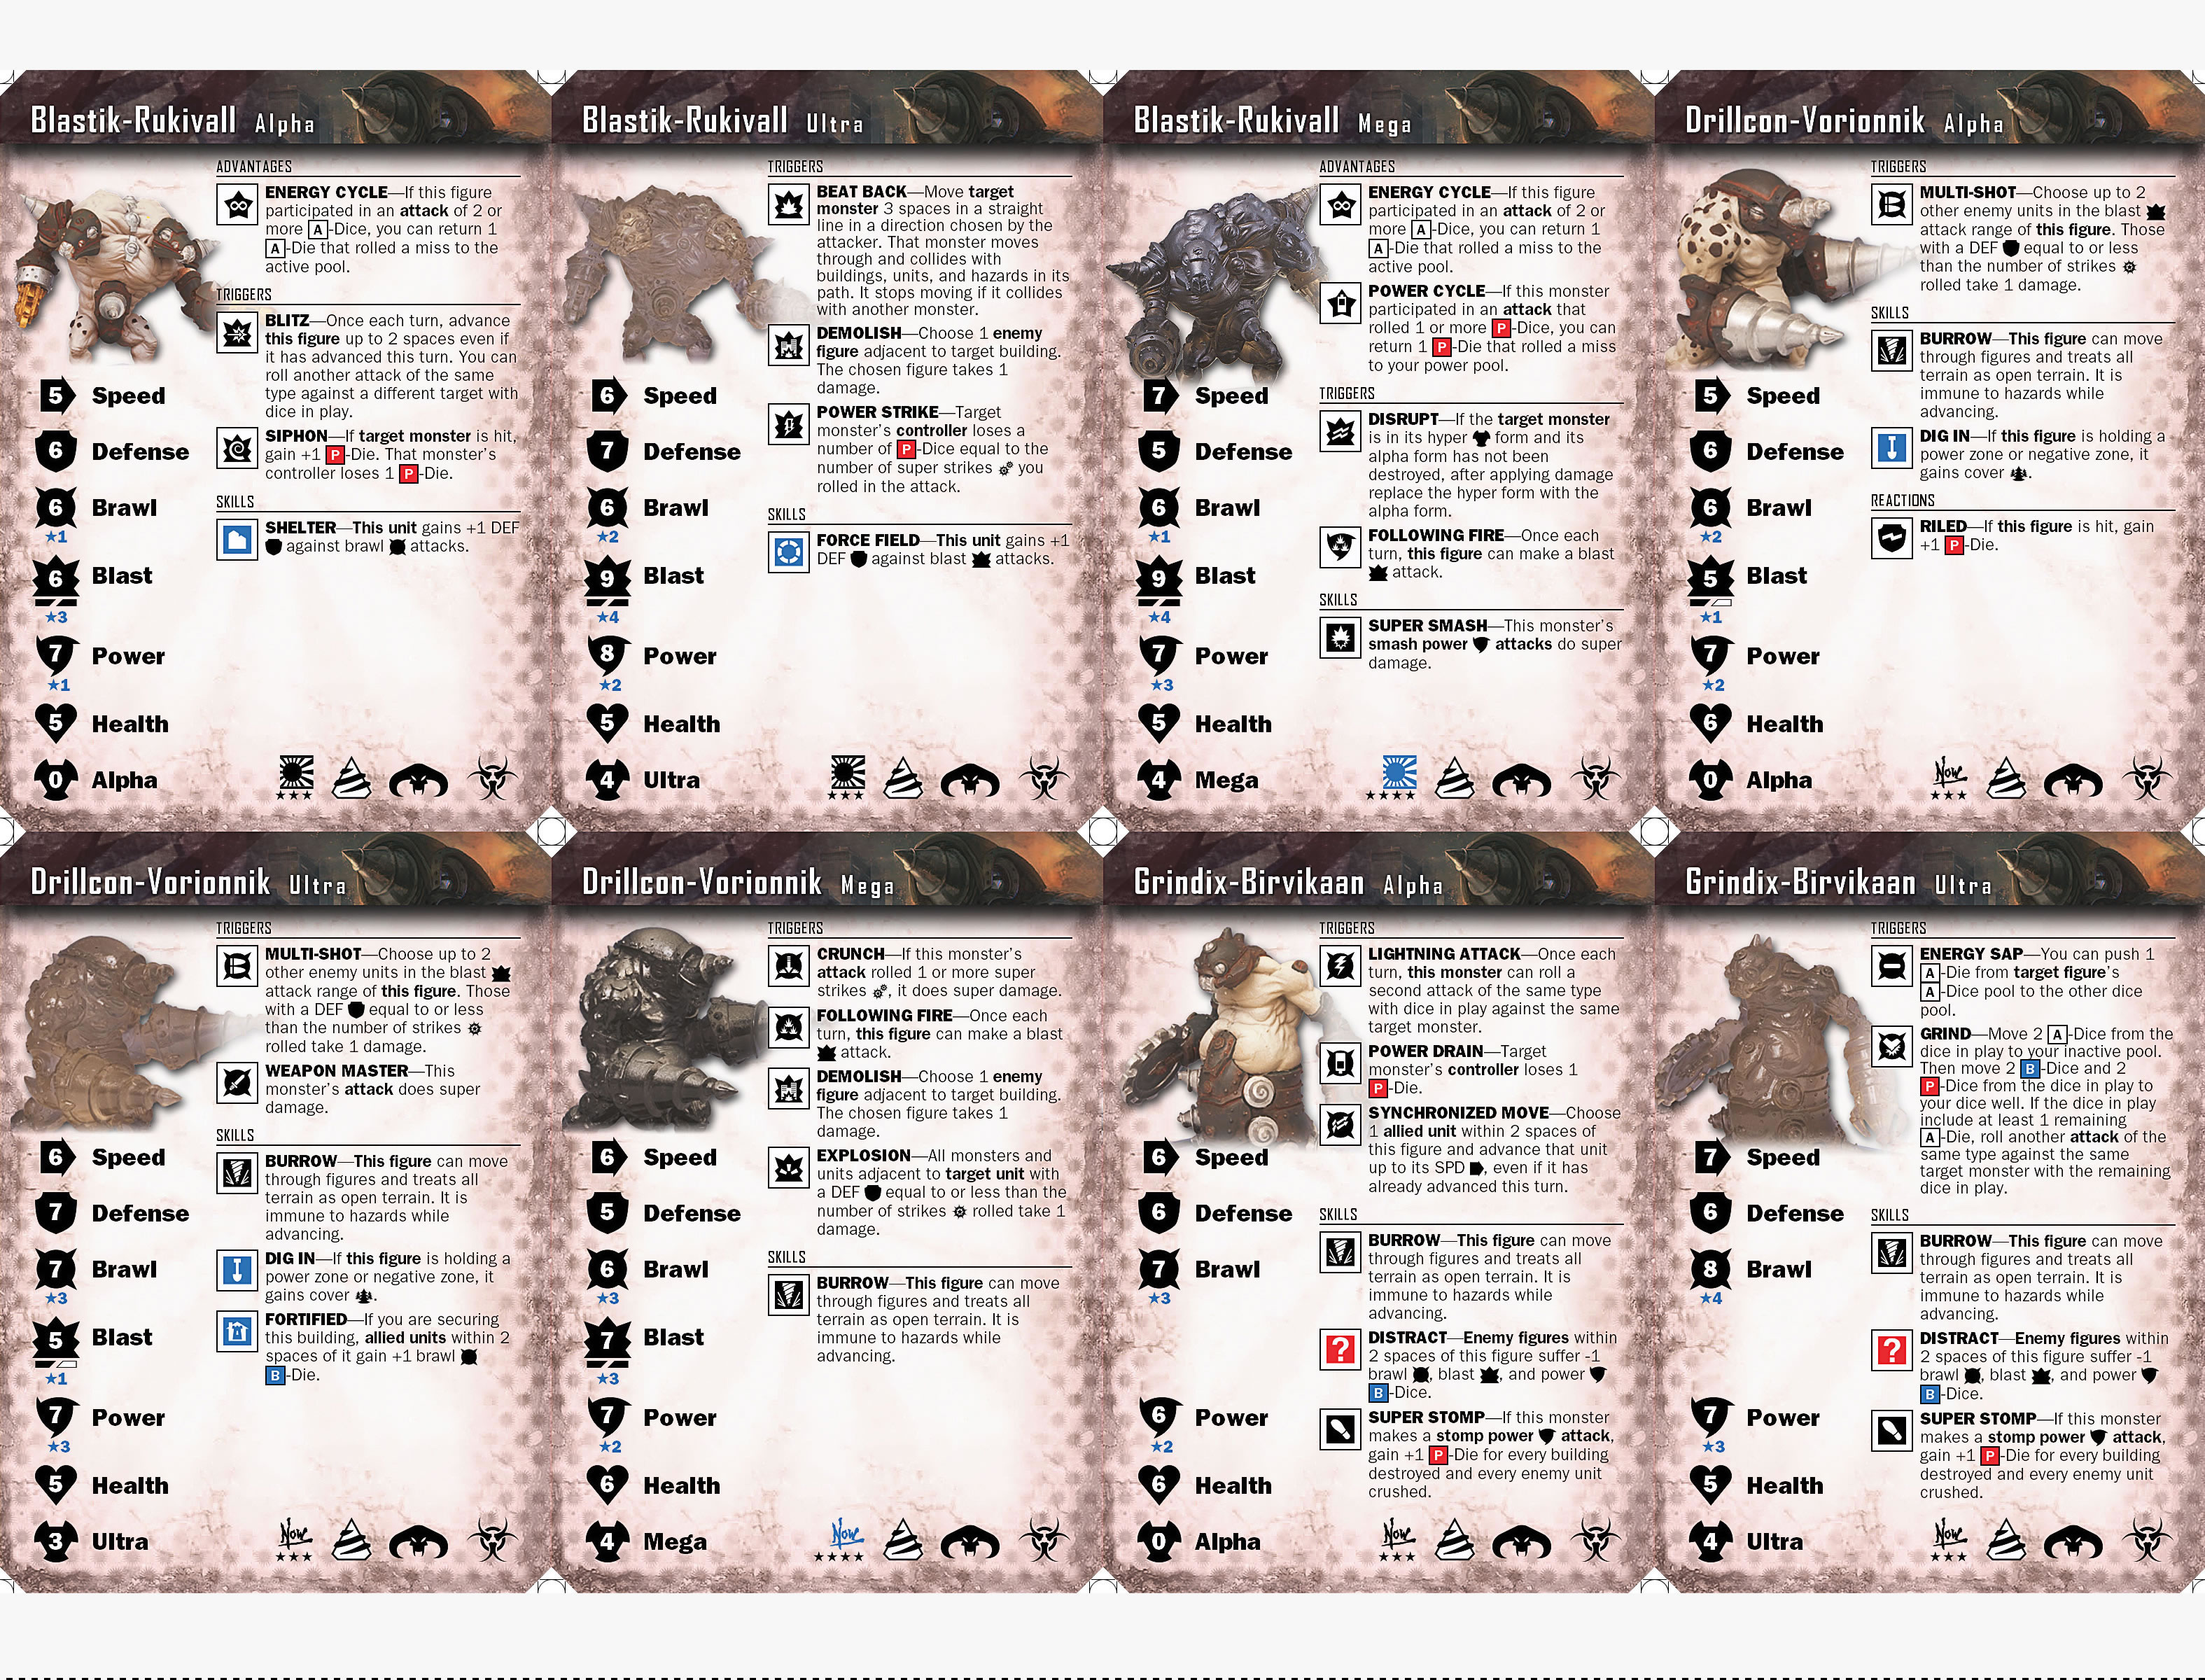 Blastik-Rukivall Alpha
ADVANTAGES
ENERGY CYCLE—If this figure
participated in an attack of 2 or
more A-Dice, you can return 1
A-Die that rolled a miss to the
active pool.
TRIGGERS
BLITZ—Once each turn, advance
this figure up to 2 spaces even if
it has advanced this turn. You can
roll another attack of the same
type against a different target with
dice in play.
SIPHON—If target monster is hit,
gain +1 P-Die. That monster's
controller loses 1 P-Die.
SKILLS
SHELTER—This unit gains +1 DEF
against brawl attacks.
5 Speed
6 Defense
6 Brawl
★1
6 Blast
★3
7 Power
★1
5 Health
0 Alpha
★★★
Blastik-Rukivall Ultra
TRIGGERS
BEAT BACK—Move target
monster 3 spaces in a straight
line in a direction chosen by the
attacker. That monster moves
through and collides with
buildings, units, and hazards in its
path. It stops moving if it collides
with another monster.
DEMOLISH—Choose 1 enemy
figure adjacent to target building.
The chosen figure takes 1
damage.
POWER STRIKE—Target
monster's controller loses a
number of P-Dice equal to the
number of super strikes you
rolled in the attack.
SKILLS
FORCE FIELD—This unit gains +1
DEF against blast attacks.
6 Speed
7 Defense
6 Brawl
★2
9 Blast
★4
8 Power
★2
5 Health
4 Ultra
★★★
Blastik-Rukivall Mega
ADVANTAGES
ENERGY CYCLE—If this figure
participated in an attack of 2 or
more A-Dice, you can return 1
A-Die that rolled a miss to the
active pool.
POWER CYCLE—If this monster
participated in an attack that
rolled 1 or more P-Dice, you can
return 1 P-Die that rolled a miss
to your power pool.
TRIGGERS
DISRUPT—If the target monster
is in its hyper form and its
alpha form has not been
destroyed, after applying damage
replace the hyper form with the
alpha form.
FOLLOWING FIRE—Once each
turn, this figure can make a blast
attack.
SKILLS
SUPER SMASH—This monster's
smash power attacks do super
damage.
7 Speed
5 Defense
6 Brawl
★1
9 Blast
★4
7 Power
★3
5 Health
4 Mega
★★★★
Drillcon-Vorionnik Alpha
TRIGGERS
MULTI-SHOT—Choose up to 2
other enemy units in the blast
attack range of this figure. Those
with a DEF equal to or less
than the number of strikes
rolled take 1 damage.
SKILLS
BURROW—This figure can move
through figures and treats all
terrain as open terrain. It is
immune to hazards while
advancing.
DIG IN—If this figure is holding a
power zone or negative zone, it
gains cover .
REACTIONS
RILED—If this figure is hit, gain
+1 P-Die.
5 Speed
6 Defense
6 Brawl
★2
5 Blast
★1
7 Power
★2
6 Health
0 Alpha
Now
★★★
Drillcon-Vorionnik Ultra
TRIGGERS
MULTI-SHOT—Choose up to 2
other enemy units in the blast
attack range of this figure. Those
with a DEF equal to or less
than the number of strikes
rolled take 1 damage.
WEAPON MASTER—This
monster's attack does super
damage.
SKILLS
BURROW—This figure can move
through figures and treats all
terrain as open terrain. It is
immune to hazards while
advancing.
DIG IN—If this figure is holding a
power zone or negative zone, it
gains cover .
FORTIFIED—If you are securing
this building, allied units within 2
spaces of it gain +1 brawl
B-Die.
6 Speed
7 Defense
7 Brawl
★3
5 Blast
★1
7 Power
★3
5 Health
3 Ultra
Now
★★★
Drillcon-Vorionnik Mega
TRIGGERS
CRUNCH—If this monster's
attack rolled 1 or more super
strikes , it does super damage.
FOLLOWING FIRE—Once each
turn, this figure can make a blast
attack.
DEMOLISH—Choose 1 enemy
figure adjacent to target building.
The chosen figure takes 1
damage.
EXPLOSION—All monsters and
units adjacent to target unit with
a DEF equal to or less than the
number of strikes rolled take 1
damage.
SKILLS
BURROW—This figure can move
through figures and treats all
terrain as open terrain. It is
immune to hazards while
advancing.
6 Speed
5 Defense
6 Brawl
★3
7 Blast
★3
7 Power
★2
6 Health
4 Mega
Now
★★★★
Grindix-Birvikaan Alpha
TRIGGERS
LIGHTNING ATTACK—Once each
turn, this monster can roll a
second attack of the same type
with dice in play against the same
target monster.
POWER DRAIN—Target
monster's controller loses 1
P-Die.
SYNCHRONIZED MOVE—Choose
1 allied unit within 2 spaces of
this figure and advance that unit
up to its SPD , even if it has
already advanced this turn.
SKILLS
BURROW—This figure can move
through figures and treats all
terrain as open terrain. It is
immune to hazards while
advancing.
DISTRACT—Enemy figures within
2 spaces of this figure suffer -1
brawl , blast , and power
B-Dice.
SUPER STOMP—If this monster
makes a stomp power attack,
gain +1 P-Die for every building
destroyed and every enemy unit
crushed.
6 Speed
6 Defense
7 Brawl
★3
6 Power
★2
6 Health
0 Alpha
Now
★★★
Grindix-Birvikaan Ultra
TRIGGERS
ENERGY SAP—You can push 1
A-Die from target figure's
A-Dice pool to the other dice
pool.
GRIND—Move 2 A-Dice from the
dice in play to your inactive pool.
Then move 2 B-Dice and 2
P-Dice from the dice in play to
your dice well. If the dice in play
include at least 1 remaining
A-Die, roll another attack of the
same type against the same
target monster with the remaining
dice in play.
SKILLS
BURROW—This figure can move
through figures and treats all
terrain as open terrain. It is
immune to hazards while
advancing.
DISTRACT—Enemy figures within
2 spaces of this figure suffer -1
brawl , blast , and power
B-Dice.
SUPER STOMP—If this monster
makes a stomp power attack,
gain +1 P-Die for every building
destroyed and every enemy unit
crushed.
7 Speed
6 Defense
8 Brawl
★4
7 Power
★3
5 Health
4 Ultra
Now
★★★